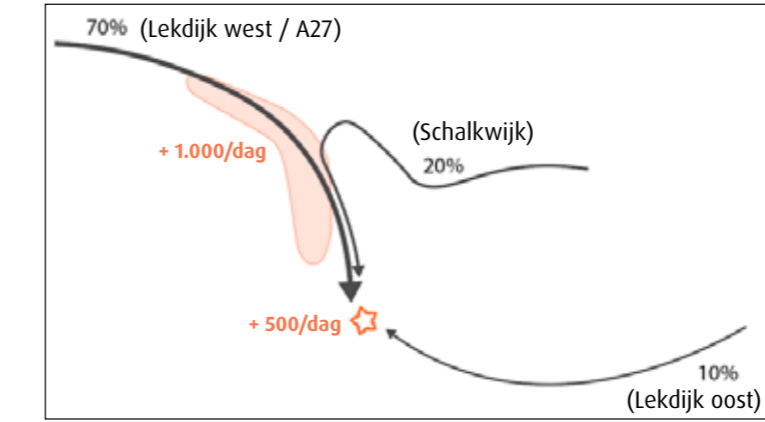 70% (Lekdijk west / A27)
(Schalkwijk)
+ 1.000/dag
20%
+ 500/dag
10%
(Lekdijk oost)